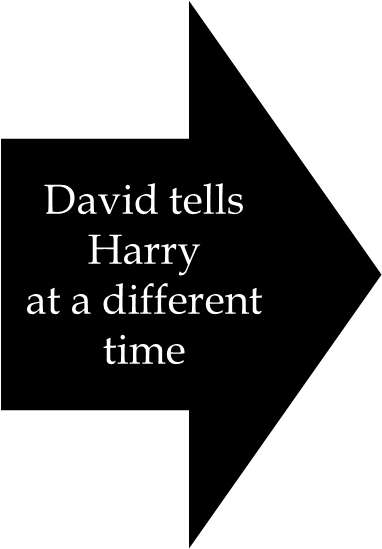 David tells
Harry
at a different
time